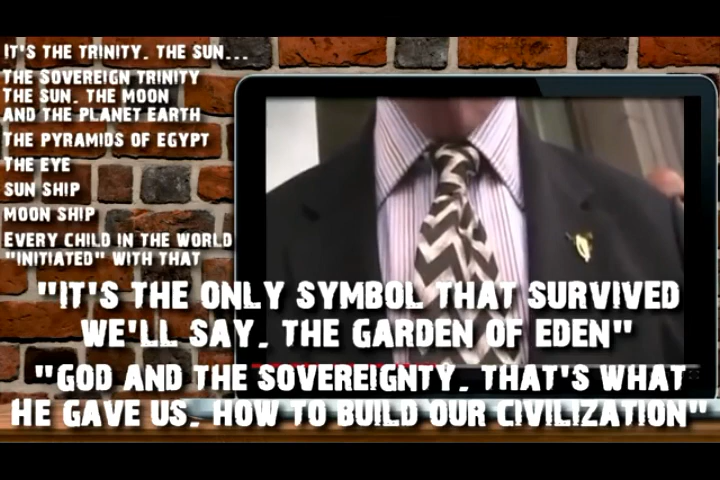 IT'S THE TRINITY. THE SUN...
THE SOVEREIGN TRINITY
THE SUN. THE MOON
AND THE PLANET EARTH
THE PYRAMIDS OF EGYPT
THE EYE
SUN SHIP
MOON SHIP
EVERY CHILD IN THE WORLD
"INITIATED" WITH THAT
"IT'S THE ONLY SYMBOL THAT SURVIVED
WE'LL SAY. THE GARDEN OF EDEN"
"GOD AND THE SOVEREIGNTY. THAT'S WHAT
HE GAVE US. HOW TO BUILD OUR CIVILIZATION"